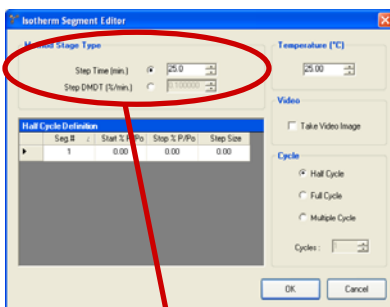 Isotherm Segment Editor
Method Stage Type
Step Time (min.) 25.0
Step DMDT (%/min.) 0.100000
Temperature (°C)
25.00
Video
Take Video Image
Half Cycle Definition
Seg.# Start % P/Po Stop % P/Po Step Size
1 0.00 0.00 0.00
Cycle
Half Cycle
Full Cycle
Multiple Cycle
Cycles :
OK Cancel